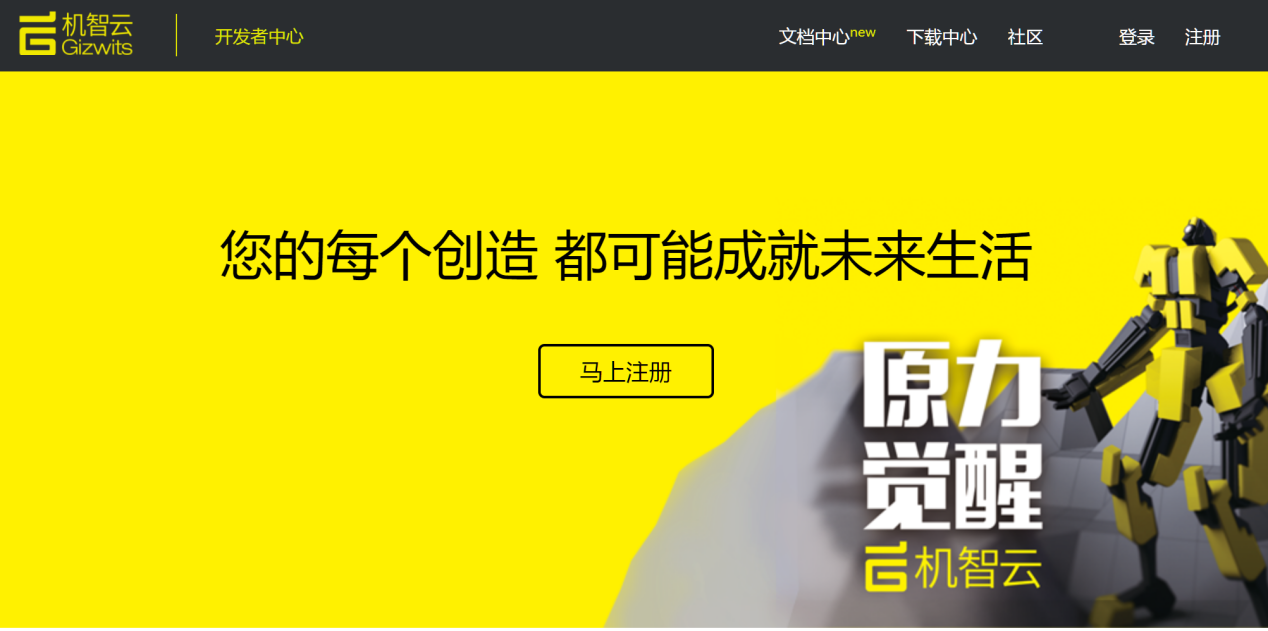 机智云
Gizwits
开发者中心
文档中心new
下载中心
社区
登录
注册
您的每个创造 都可能成就未来生活
马上注册
原力
觉醒
机智云